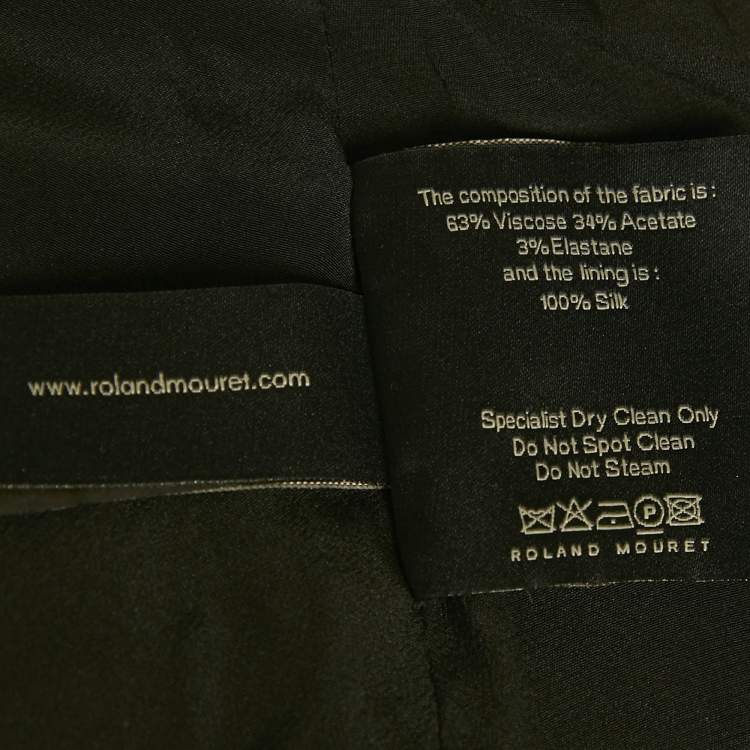 www.rolandmouret.com
The composition of the fabric is :
63% Viscose 34% Acetate
3% Elastane
and the lining is :
100% Silk
Specialist Dry Clean Only
Do Not Spot Clean
Do Not Steam
P
ROLAND MOURET